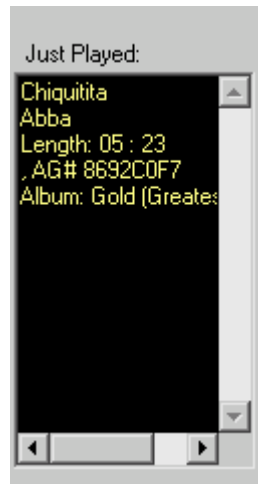 Just Played:
Chiquitita
Abba
Length: 05 : 23
, AG# 8692C0F7
Album: Gold (Greates